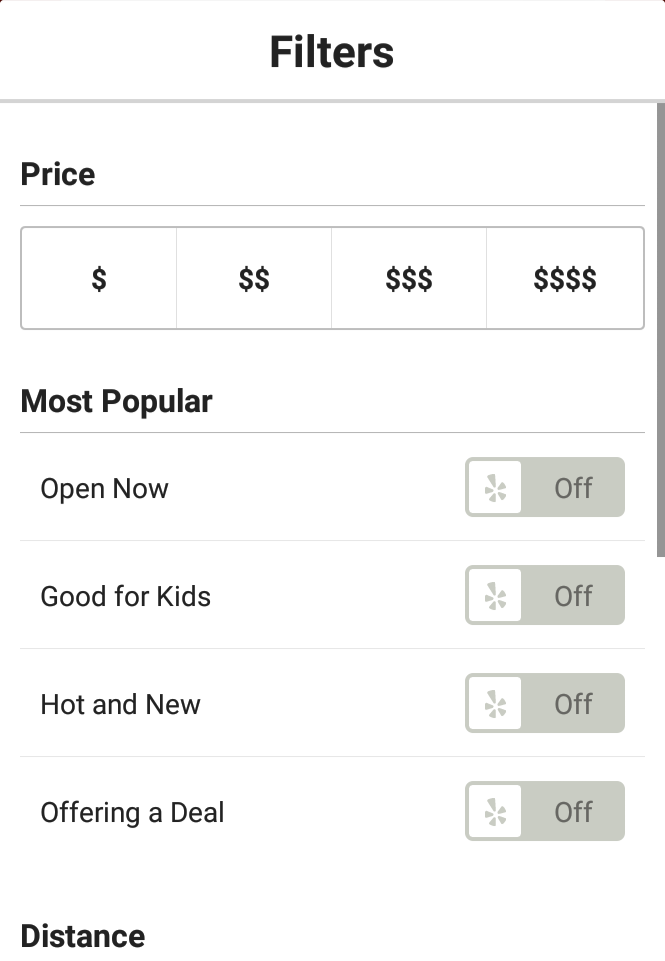 Filters
Price
$ $$ $$$ $$$$
Most Popular
Open Now Off
Good for Kids Off
Hot and New Off
Offering a Deal Off
Distance